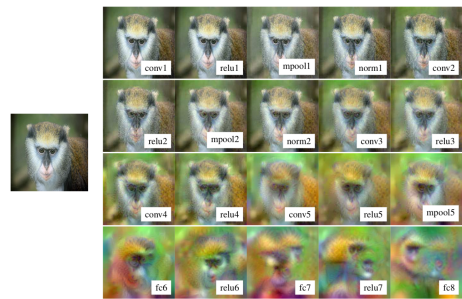 conv1 relu1 mpool1 norm1 conv2
relu2 mpool2 norm2 conv3 relu3
conv4 relu4 conv5 relu5 mpool5
fc6 relu6 fc7 relu7 fc8